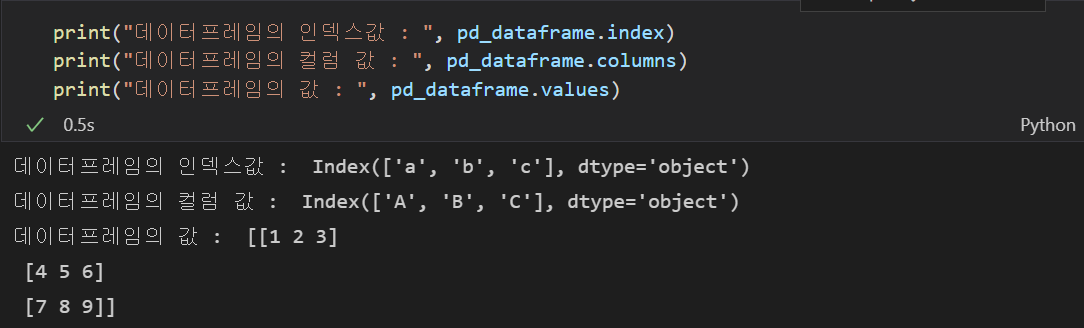 print("데이터프레임의 인덱스값 : ", pd_dataframe.index)
print("데이터프레임의 컬럼 값 : ", pd_dataframe.columns)
print("데이터프레임의 값 : ", pd_dataframe.values)
✓ 0.5s Python
데이터프레임의 인덱스값 :  Index(['a', 'b', 'c'], dtype='object')
데이터프레임의 컬럼 값 :  Index(['A', 'B', 'C'], dtype='object')
데이터프레임의 값 :  [[1 2 3]
 [4 5 6]
 [7 8 9]]